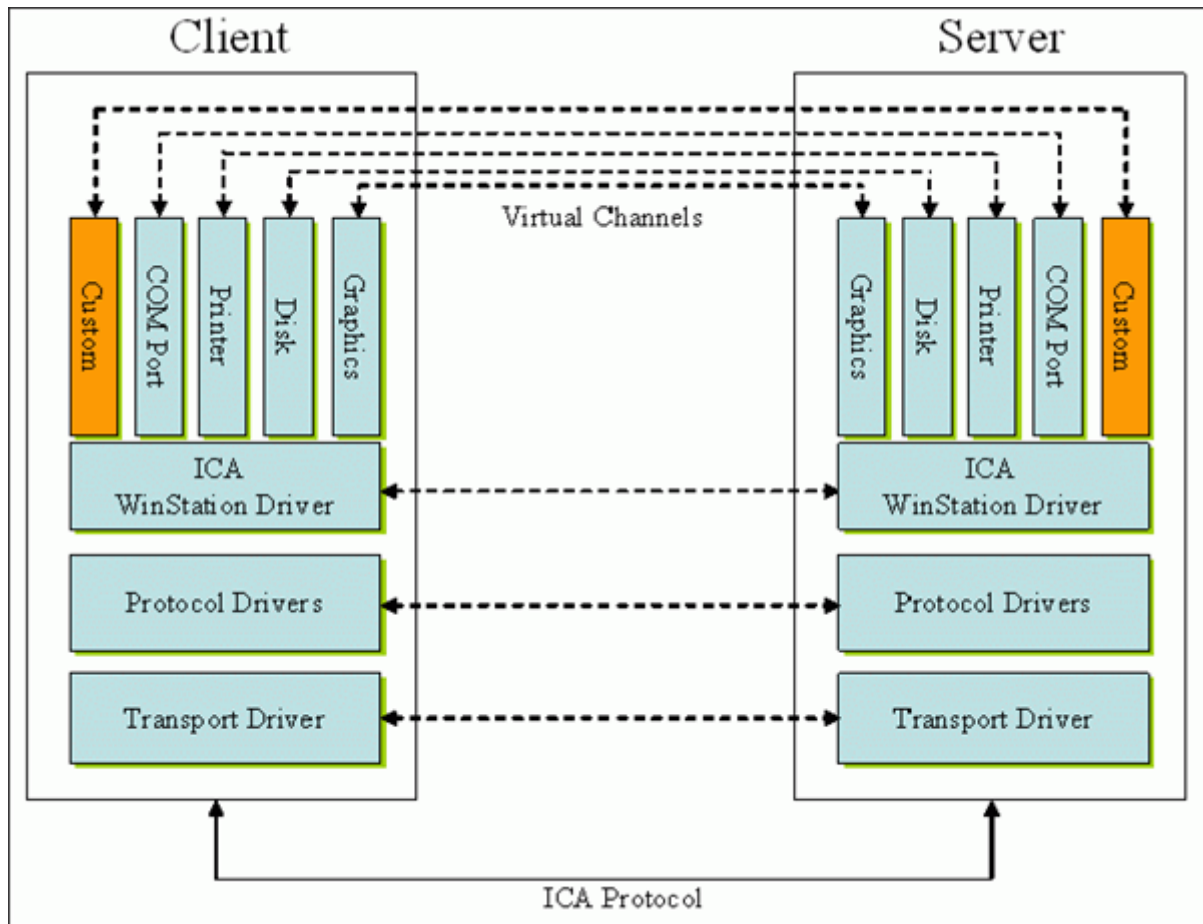 Client
Server
Virtual Channels
Custom
COM Port
Printer
Disk
Graphics
Graphics
Disk
Printer
COM Port
Custom
ICA
WinStation Driver
ICA
WinStation Driver
Protocol Drivers
Protocol Drivers
Transport Driver
Transport Driver
ICA Protocol